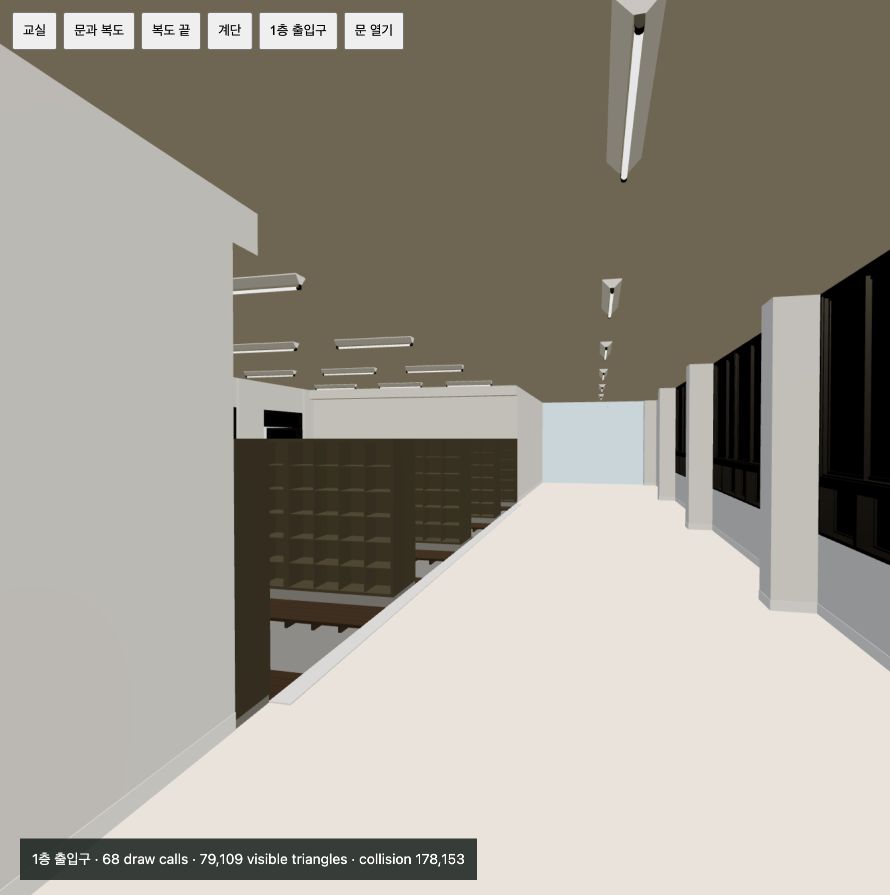 교실 문과 복도 복도 끝 계단 1층 출입구 문 열기
1층 출입구 · 68 draw calls · 79,109 visible triangles · collision 178,153